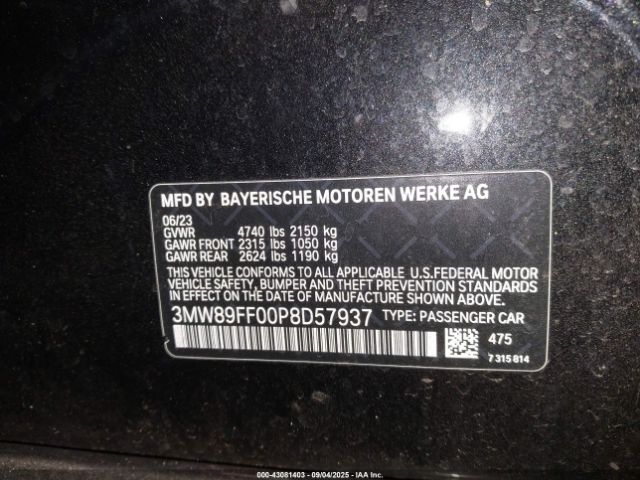 MFD BY BAYERISCHE MOTOREN WERKE AG
06/23
GVWR 4740 lbs 2150 kg
GAWR FRONT 2315 lbs 1050 kg
GAWR REAR 2624 lbs 1190 kg
THIS VEHICLE CONFORMS TO ALL APPLICABLE U.S.FEDERAL MOTOR
VEHICLE SAFETY, BUMPER, AND THEFT PREVENTION STANDARDS
IN EFFECT ON THE DATE OF MANUFACTURE SHOWN ABOVE.
3MW89FF00P8D57937 TYPE: PASSENGER CAR
475
7 315 814
000-43081403 - 09/04/2025 - IAA Inc.